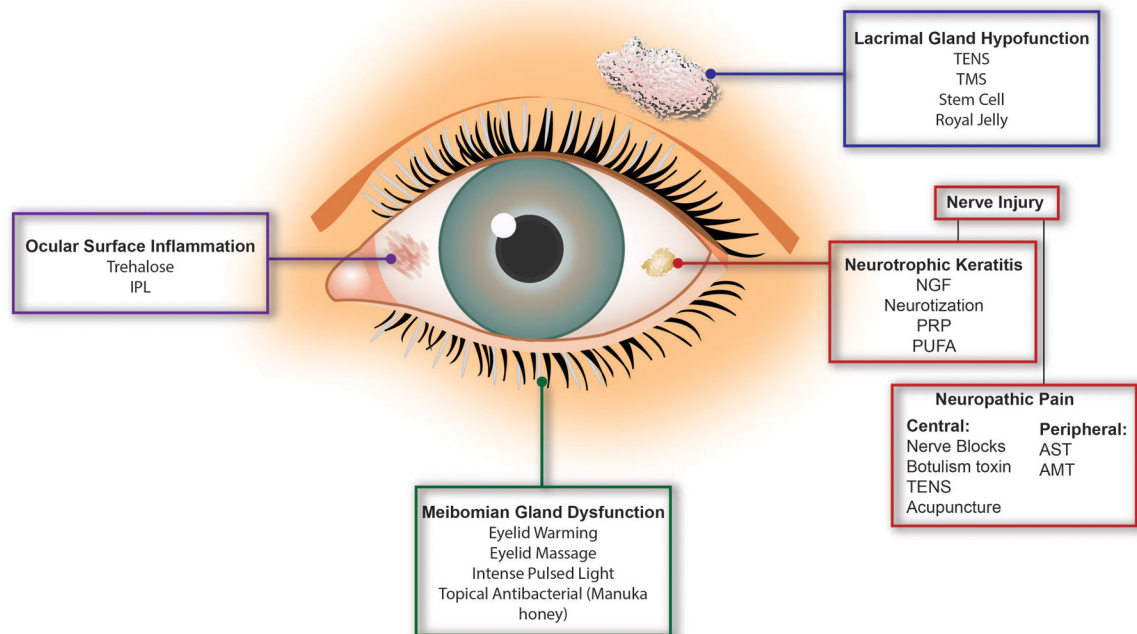 Lacrimal Gland Hypofunction
TENS
TMS
Stem Cell
Royal Jelly
Nerve Injury
Ocular Surface Inflammation
Trehalose
IPL
Neurotrophic Keratitis
NGF
Neurotization
PRP
PUFA
Neuropathic Pain
Central:
Nerve Blocks
Botulism toxin
TENS
Acupuncture
Peripheral:
AST
AMT
Meibomian Gland Dysfunction
Eyelid Warming
Eyelid Massage
Intense Pulsed Light
Topical Antibacterial (Manuka
honey)